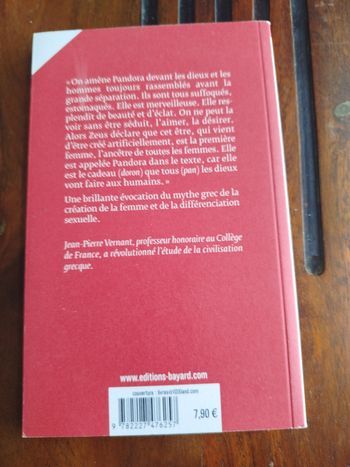 « On amène Pandora devant les dieux et les
hommes toujours rassemblés avant la
grande séparation. Ils sont tous suffoqués,
estomaqués. Elle est merveilleuse. Elle res-
plendit de beauté et d'éclat. On ne peut la
voir sans être séduit, l'aimer, la désirer.
Alors Zeus déclare que cet être, qui vient
d'être créé artificiellement, est la première
femme, l'ancêtre de toutes les femmes. Elle
est appelée Pandora dans le texte, car elle
est le cadeau (doron) que tous (pan) les dieux
vont faire aux humains. »
Une brillante évocation du mythe grec de la
création de la femme et de la différenciation
sexuelle.
Jean-Pierre Vernant, professeur honoraire au Collège
de France, a révolutionné l'étude de la civilisation
grecque.
www.editions-bayard.com
9 782227 476257
7,90 €